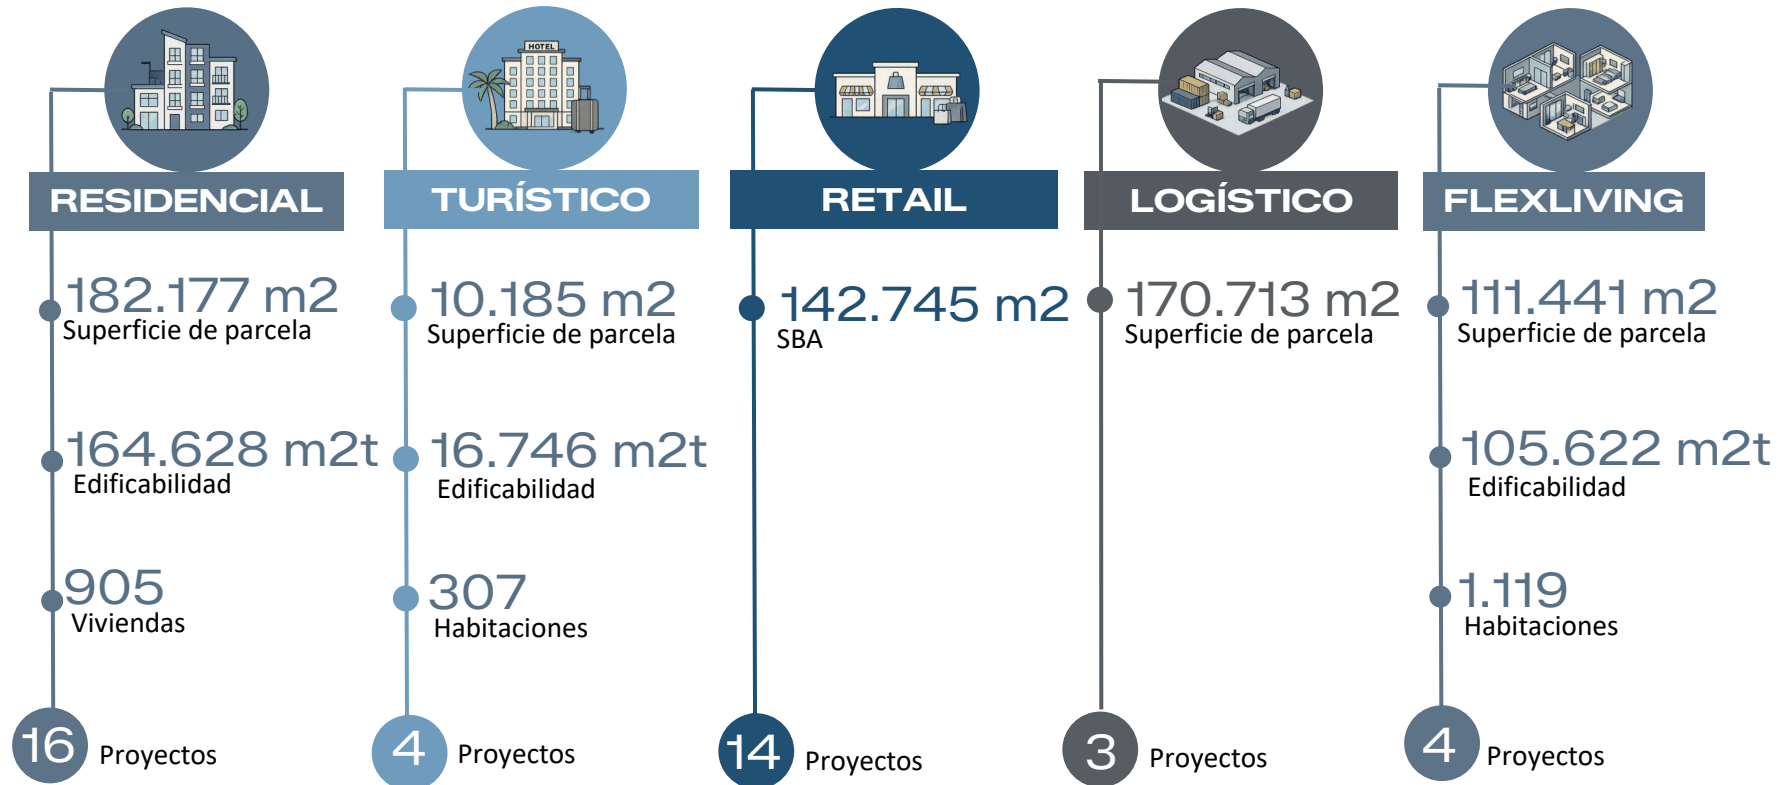 HOTEL
RESIDENCIAL
182.177 m2
Superficie de parcela
164.628 m2t
Edificabilidad
905
Viviendas
16 Proyectos
TURÍSTICO
10.185 m2
Superficie de parcela
16.746 m2t
Edificabilidad
307
Habitaciones
4 Proyectos
RETAIL
142.745 m2
SBA
14 Proyectos
LOGÍSTICO
170.713 m2
Superficie de parcela
3 Proyectos
FLEXLIVING
111.441 m2
Superficie de parcela
105.622 m2t
Edificabilidad
1.119
Habitaciones
4 Proyectos